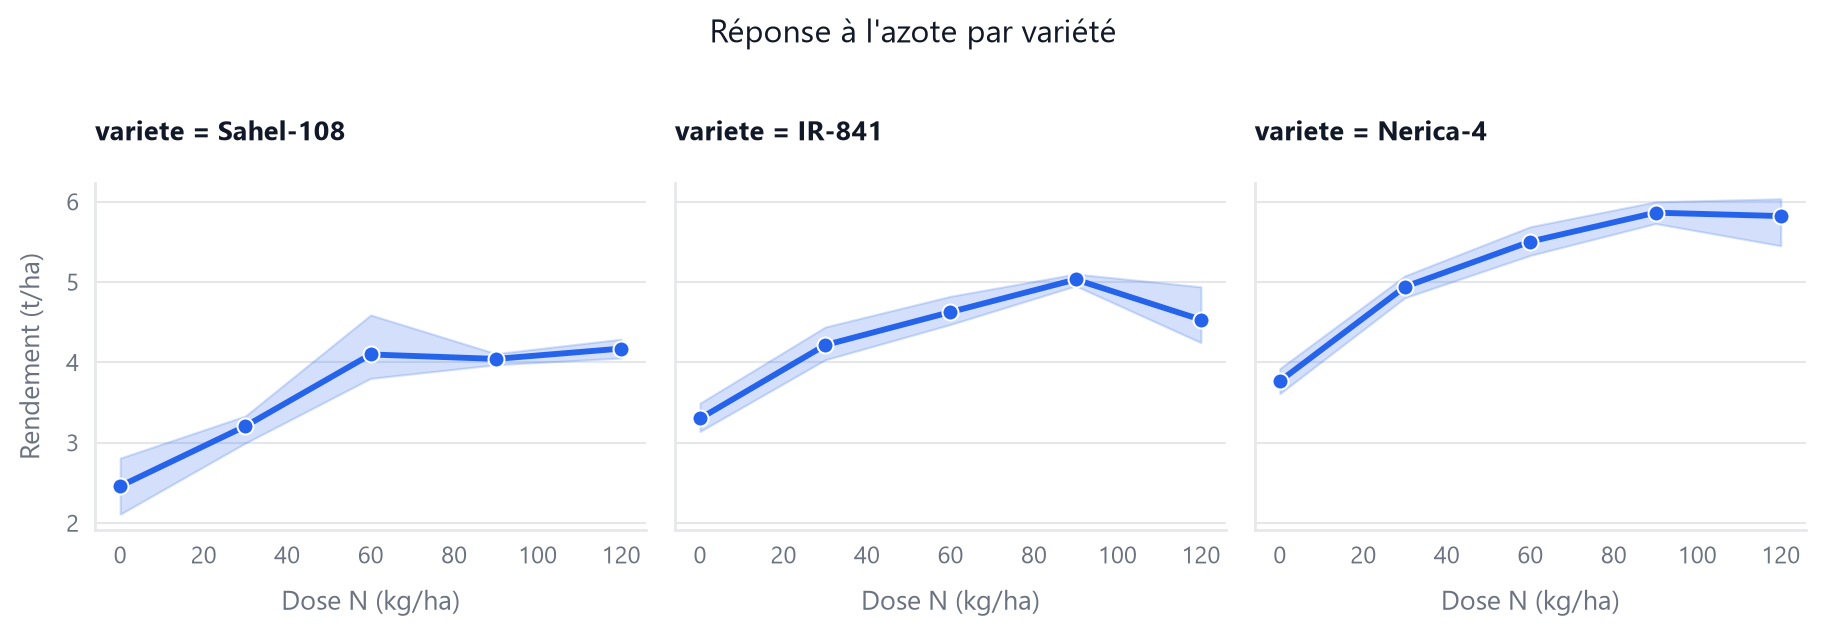 Réponse à l'azote par variété
variete = Sahel-108
variete = IR-841
variete = Nerica-4
Rendement (t/ha)
6
5
4
3
2
0 20 40 60 80 100 120
0 20 40 60 80 100 120
0 20 40 60 80 100 120
Dose N (kg/ha)
Dose N (kg/ha)
Dose N (kg/ha)